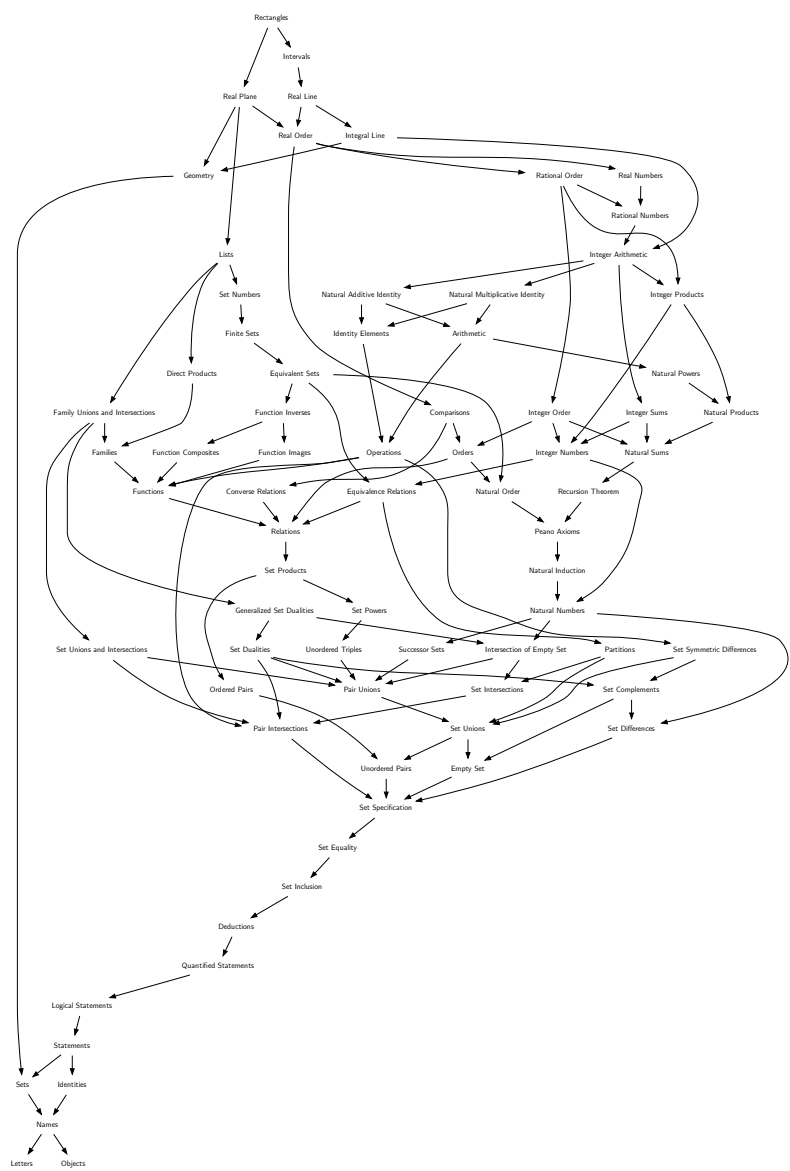 Rectangles
Intervals
Real Plane
Real Line
Real Order
Integral Line
Geometry
Rational Order
Real Numbers
Rational Numbers
Lists
Integer Arithmetic
Set Numbers
Natural Additive Identity
Natural Multiplicative Identity
Integer Products
Finite Sets
Identity Elements
Arithmetic
Direct Products
Equivalent Sets
Natural Powers
Family Unions and Intersections
Function Inverses
Comparisons
Integer Order
Integer Sums
Natural Products
Families
Function Composites
Function Images
Operations
Orders
Integer Numbers
Natural Sums
Functions
Converse Relations
Equivalence Relations
Natural Order
Recursion Theorem
Relations
Peano Axioms
Set Products
Natural Induction
Generalized Set Dualities
Set Powers
Natural Numbers
Set Unions and Intersections
Set Dualities
Unordered Triples
Successor Sets
Intersection of Empty Set
Partitions
Set Symmetric Differences
Ordered Pairs
Pair Unions
Set Intersections
Set Complements
Pair Intersections
Set Unions
Set Differences
Unordered Pairs
Empty Set
Set Specification
Set Equality
Set Inclusion
Deductions
Quantified Statements
Logical Statements
Statements
Sets
Identities
Names
Letters
Objects